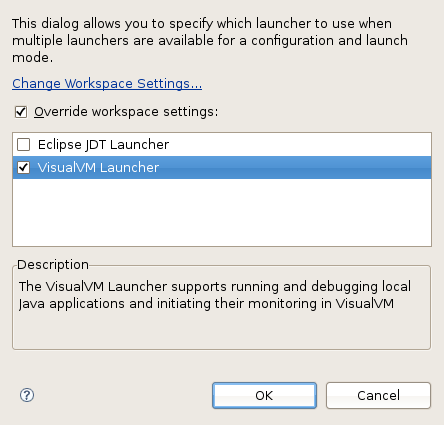 This dialog allows you to specify which launcher to use when
multiple launchers are available for a configuration and launch
mode.
Change Workspace Settings...
Override workspace settings:
Eclipse JDT Launcher
VisualVM Launcher
Description
The VisualVM Launcher supports running and debugging local
Java applications and initiating their monitoring in VisualVM
?
OK
Cancel